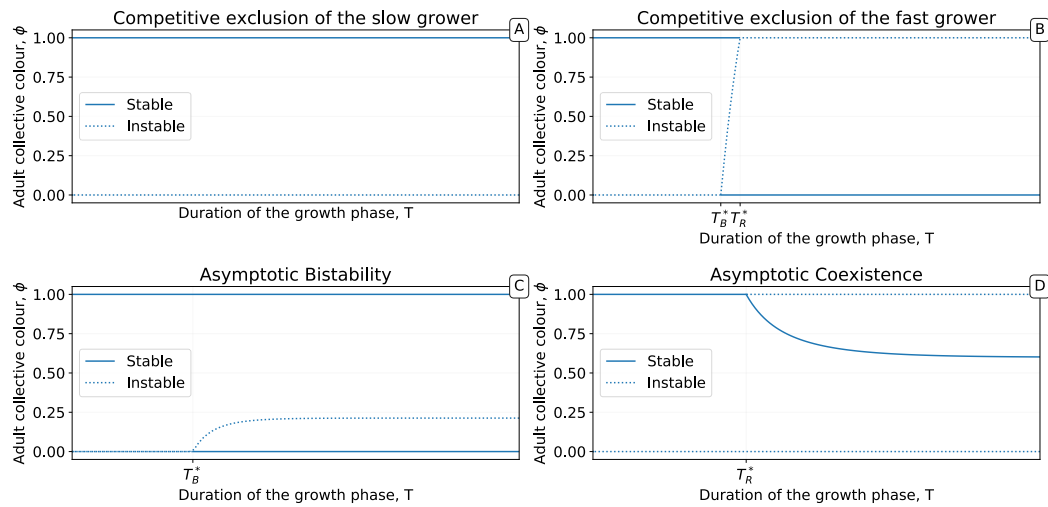 Competitive exclusion of the slow grower
A
Adult collective colour, ϕ
1.00
0.75
0.50
0.25
0.00
Stable
Instable
Duration of the growth phase, T
Competitive exclusion of the fast grower
B
Adult collective colour, ϕ
1.00
0.75
0.50
0.25
0.00
Stable
Instable
T_B^* T_R^*
Duration of the growth phase, T
Asymptotic Bistability
C
Adult collective colour, ϕ
1.00
0.75
0.50
0.25
0.00
Stable
Instable
T_B^*
Duration of the growth phase, T
Asymptotic Coexistence
D
Adult collective colour, ϕ
1.00
0.75
0.50
0.25
0.00
Stable
Instable
T_R^*
Duration of the growth phase, T